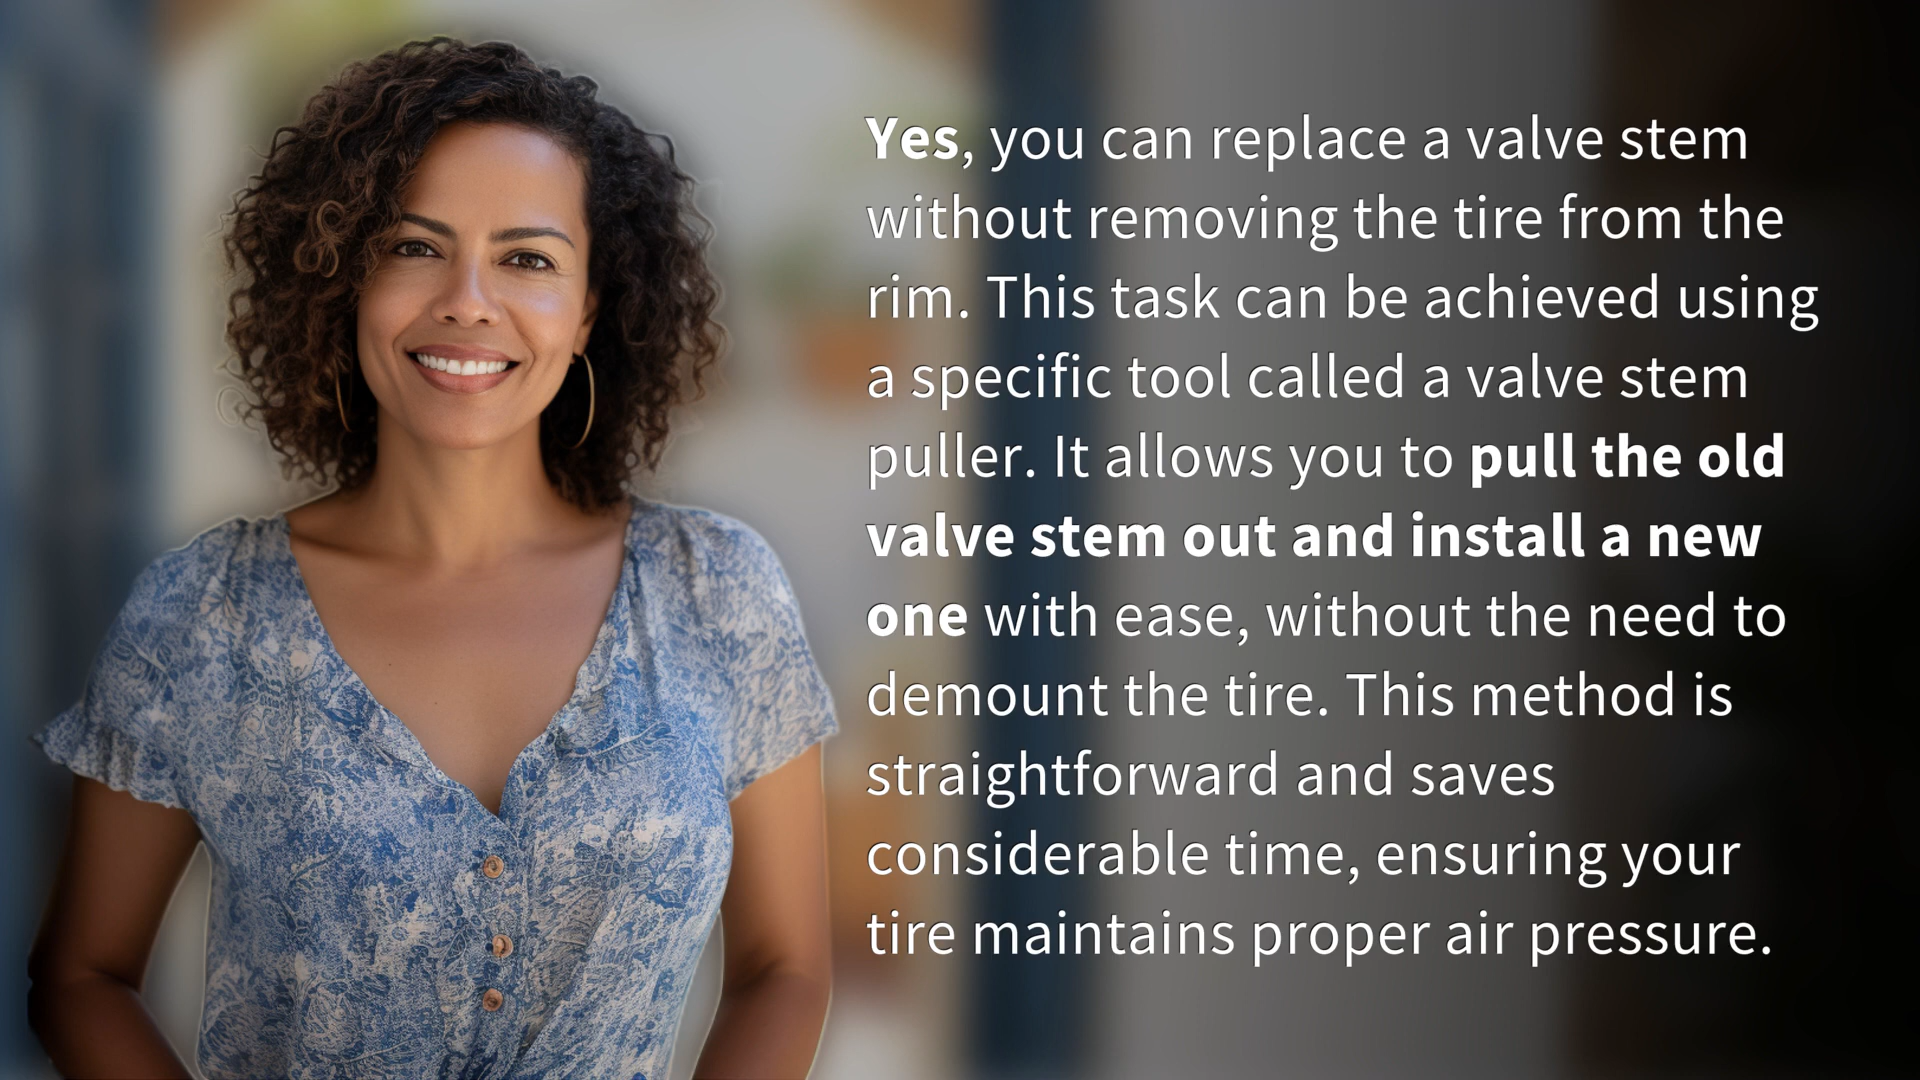 Yes, you can replace a valve stem
without removing the tire from the
rim. This task can be achieved using
a specific tool called a valve stem
puller. It allows you to pull the old
valve stem out and install a new
one with ease, without the need to
demount the tire. This method is
straightforward and saves
considerable time, ensuring your
tire maintains proper air pressure.